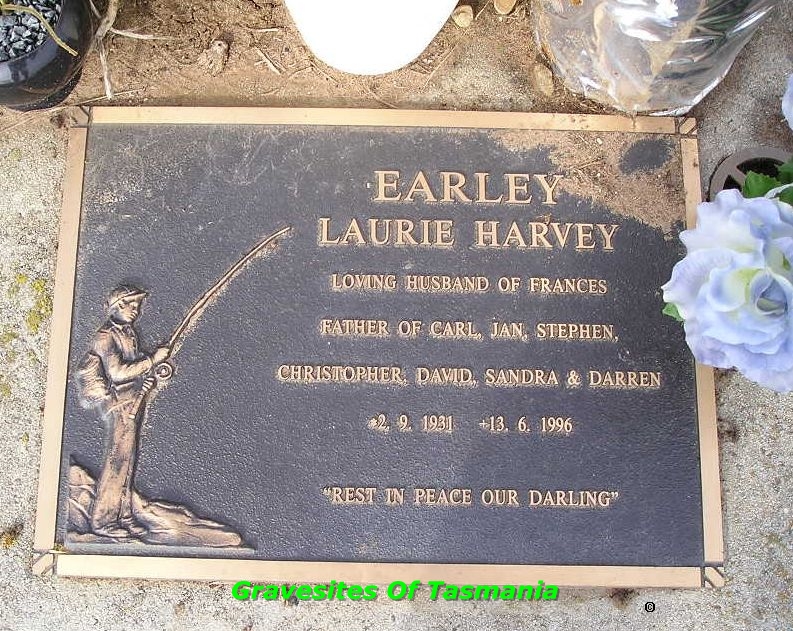 EARLEY
LAURIE HARVEY
LOVING HUSBAND OF FRANCES
FATHER OF CARL, JAN, STEPHEN,
CHRISTOPHER, DAVID, SANDRA & DARREN
*2. 9. 1931 +13. 6. 1996
"REST IN PEACE OUR DARLING"
Gravesites Of Tasmania
©